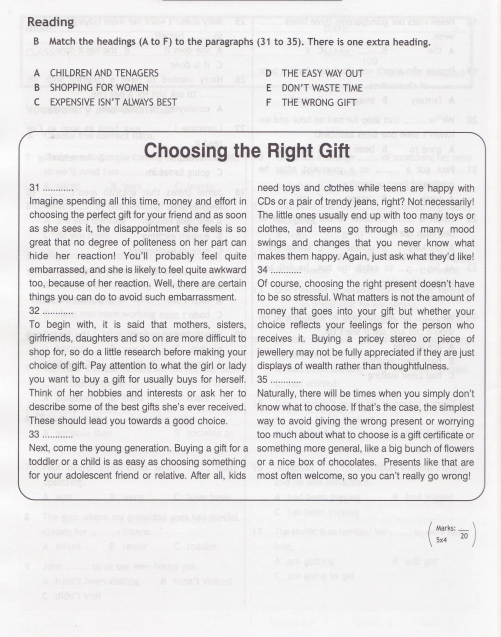 Reading
B Match the headings (A to F) to the paragraphs (31 to 35). There is one extra heading.
A CHILDREN AND TENAGERS
B SHOPPING FOR WOMEN
C EXPENSIVE ISN'T ALWAYS BEST
D THE EASY WAY OUT
E DON'T WASTE TIME
F THE WRONG GIFT
Choosing the Right Gift
31 ............
Imagine spending all this time, money and effort in
choosing the perfect gift for your friend and as soon
as she sees it, the disappointment she feels is so
great that no degree of politeness on her part can
hide her reaction! You'll probably feel quite
embarrassed, and she is likely to feel quite awkward
too, because of her reaction. Well, there are certain
things you can do to avoid such embarrassment.
32 ............
To begin with, it is said that mothers, sisters,
girlfriends, daughters and so on are more difficult to
shop for, so do a little research before making your
choice of gift. Pay attention to what the girl or lady
you want to buy a gift for usually buys for herself.
Think of her hobbies and interests or ask her to
describe some of the best gifts she's ever received.
These should lead you towards a good choice.
33 ............
Next, come the young generation. Buying a gift for a
toddler or a child is as easy as choosing something
for your adolescent friend or relative. After all, kids
need toys and clothes while teens are happy with
CDs or a pair of trendy jeans, right? Not necessarily!
The little ones usually end up with too many toys or
clothes, and teens go through so many mood
swings and changes that you never know what
makes them happy. Again, just ask what they'd like!
34 ............
Of course, choosing the right present doesn't have
to be so stressful. What matters is not the amount of
money that goes into your gift but whether your
choice reflects your feelings for the person who
receives it. Buying a pricey stereo or piece of
jewellery may not be fully appreciated if they are just
displays of wealth rather than thoughtfulness.
35 ............
Naturally, there will be times when you simply don't
know what to choose. If that's the case, the simplest
way to avoid giving the wrong present or worrying
too much about what to choose is a gift certificate or
something more general, like a big bunch of flowers
or a nice box of chocolates. Presents like that are
most often welcome, so you can't really go wrong!
Marks: __
5x4 20